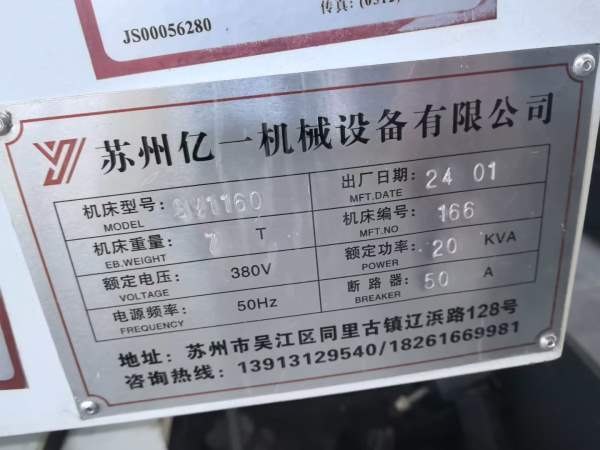 JS00056280
苏州亿一机械设备有限公司
机床型号: 1160
MODEL
出厂日期: 24 01
MFT.DATE
机床重量: 7 T
EB.WEIGHT
机床编号: 166
MFT.NO
额定电压: 380V
VOLTAGE
额定功率: 20 KVA
POWER
电源频率: 50Hz
FREQUENCY
断路器: 50 A
BREAKER
地址: 苏州市吴江区同里古镇辽浜路128号
咨询热线: 13913129540/18261669981